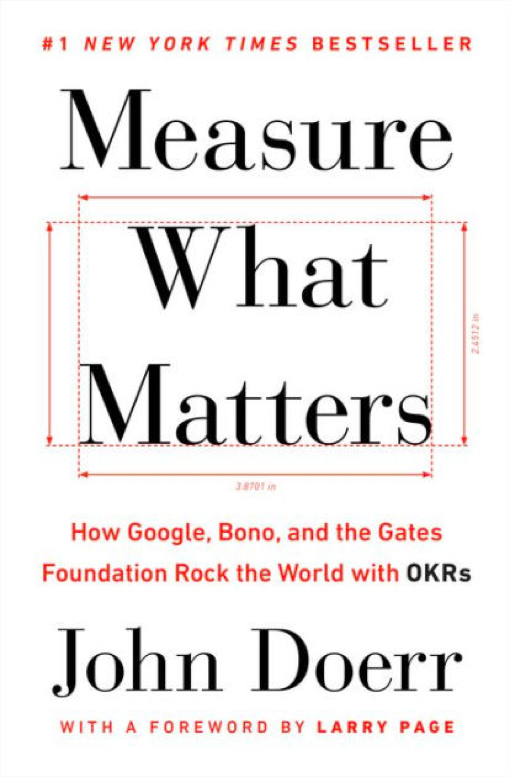 #1 NEW YORK TIMES BESTSELLER
Measure
What
Matters
2.4512 in
3.8701 in
How Google, Bono, and the Gates
Foundation Rock the World with OKRs
John Doerr
WITH A FOREWORD BY LARRY PAGE